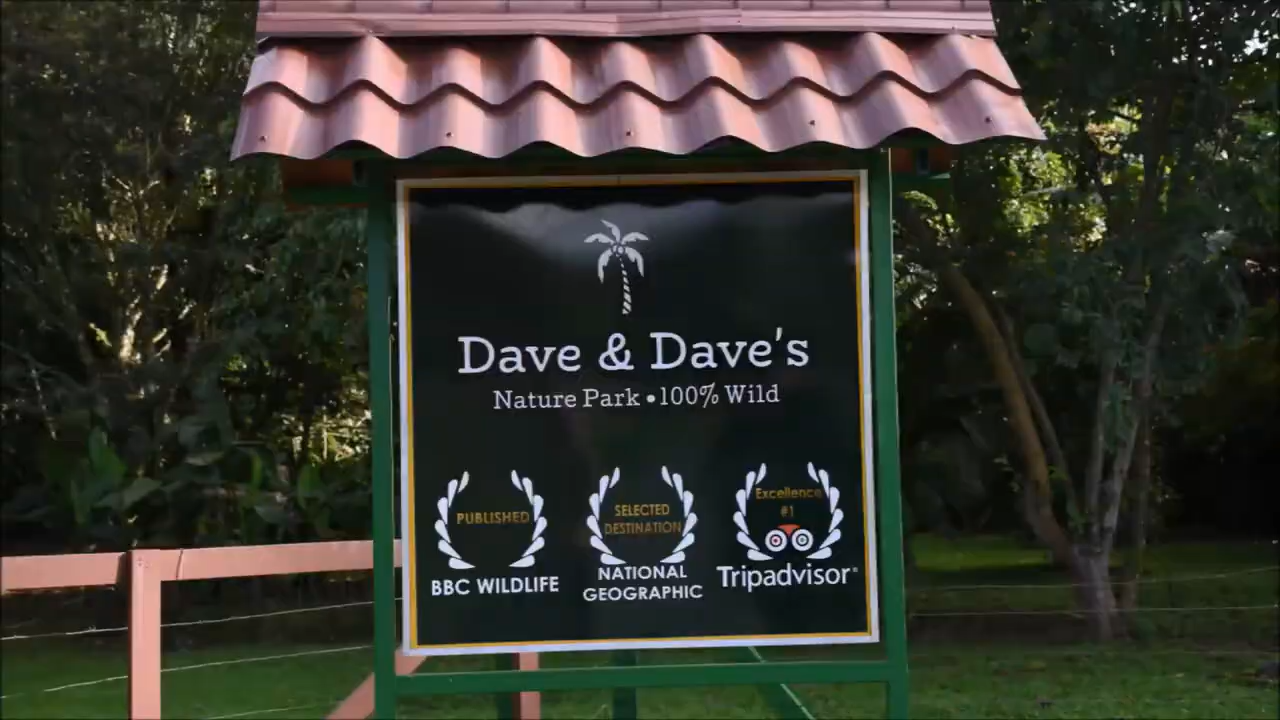 Dave & Dave's
Nature Park • 100% Wild
PUBLISHED
BBC WILDLIFE
SELECTED
DESTINATION
NATIONAL
GEOGRAPHIC
Excellence
#1
Tripadvisor®